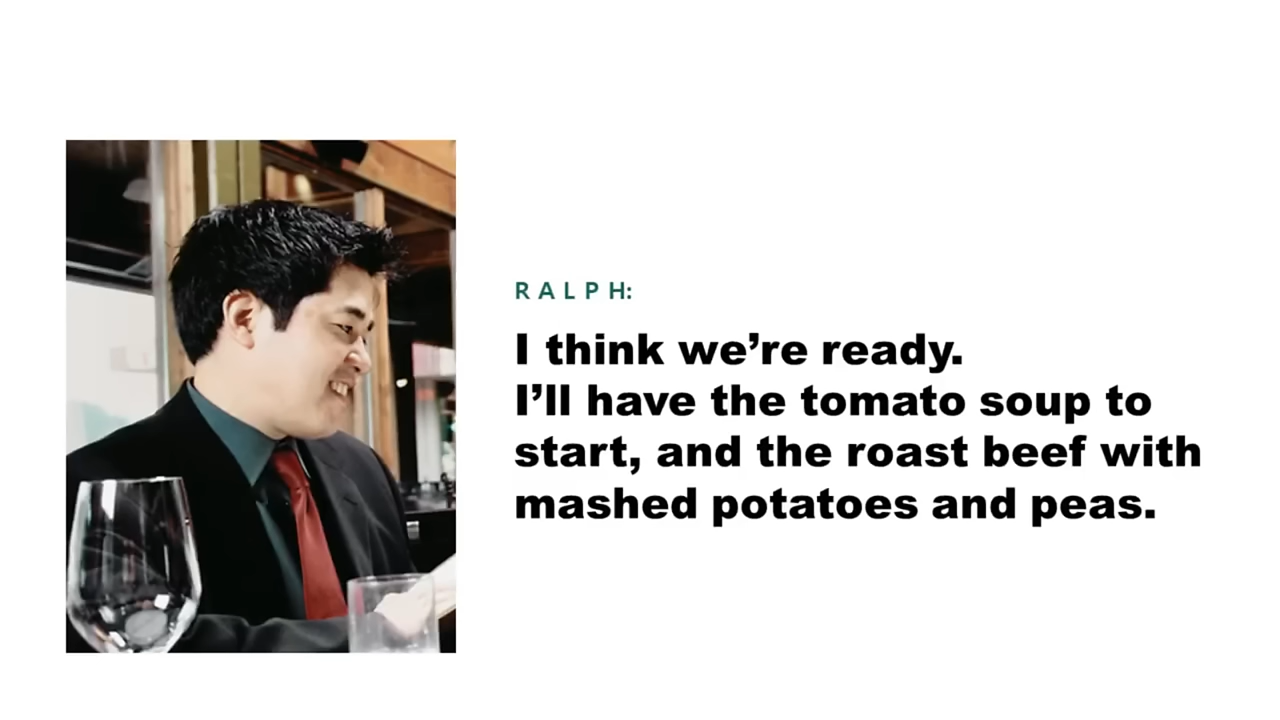 RALPH:
I think we’re ready.
I’ll have the tomato soup to
start, and the roast beef with
mashed potatoes and peas.